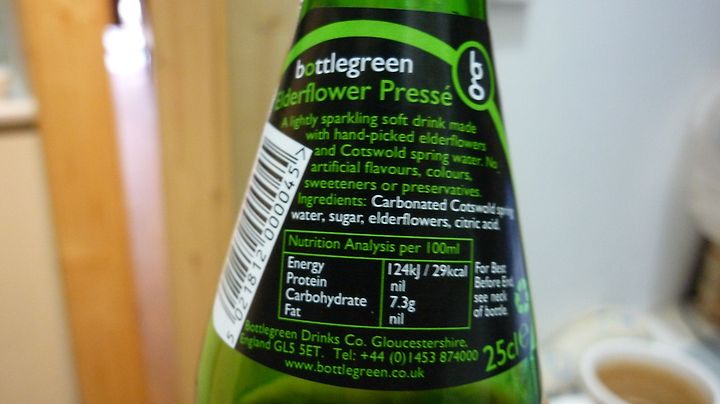 bottlegreen
Elderflower Pressé
bg
A lightly sparkling soft drink made
with hand-picked elderflowers
and Cotswold spring water. No
artificial flavours, colours,
sweeteners or preservatives.
Ingredients: Carbonated Cotswold spring
water, sugar, elderflowers, citric acid.
Nutrition Analysis per 100ml
Energy 124kJ / 29kcal
Protein nil
Carbohydrate 7.3g
Fat nil
For Best
Before End
see neck
of bottle.
Bottlegreen Drinks Co. Gloucestershire,
England GL5 5ET. Tel: +44 (0)1453 874000
www.bottlegreen.co.uk
25cl e
5 021812 000045 >